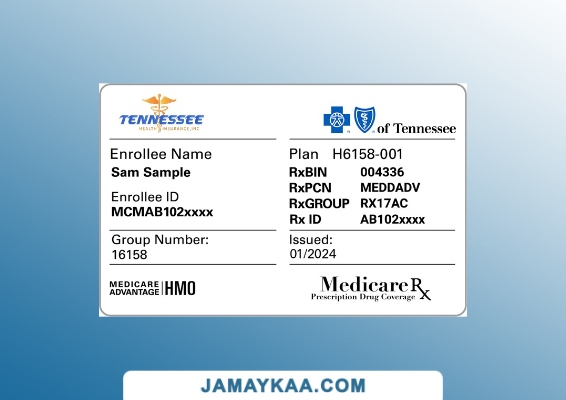 TENNESSEE
HEALTH INSURANCE, INC
of Tennessee
Enrollee Name
Sam Sample
Enrollee ID
MCMAB102xxxx
Plan H6158-001
RxBIN 004336
RxPCN MEDDADV
RxGROUP RX17AC
Rx ID AB102xxxx
Group Number:
16158
Issued:
01/2024
MEDICARE
ADVANTAGE HMO
MedicareRx
Prescription Drug Coverage
JAMAYKAA.COM